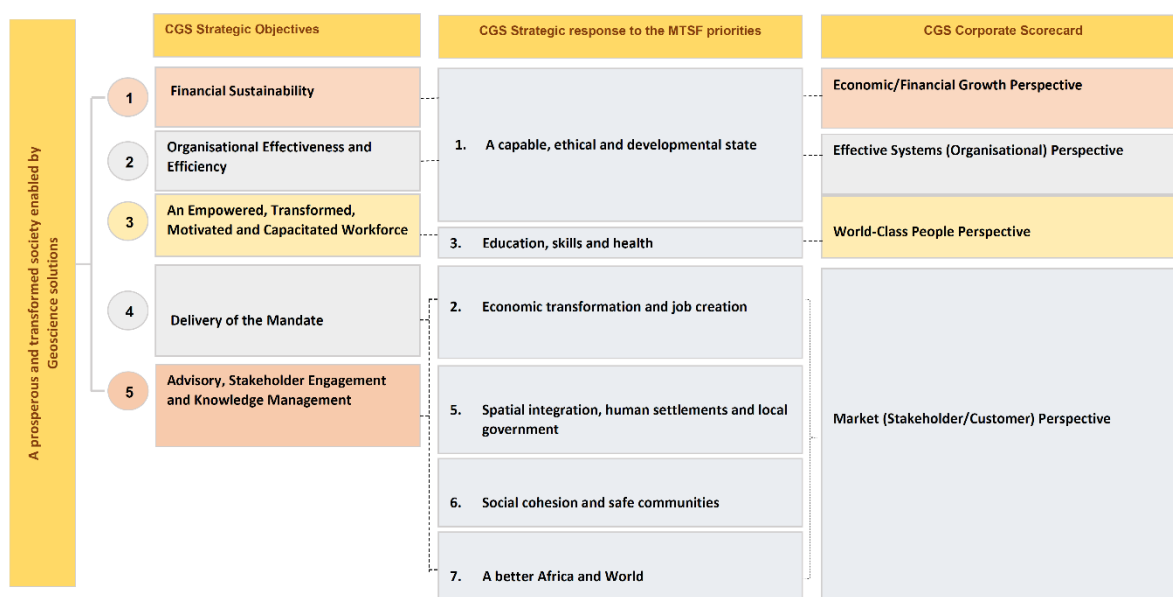 A prosperous and transformed society enabled by
Geoscience solutions
CGS Strategic Objectives
1
Financial Sustainability
2
Organisational Effectiveness and
Efficiency
3
An Empowered, Transformed,
Motivated and Capacitated Workforce
4
Delivery of the Mandate
5
Advisory, Stakeholder Engagement
and Knowledge Management
CGS Strategic response to the MTSF priorities
1. A capable, ethical and developmental state
3. Education, skills and health
2. Economic transformation and job creation
5. Spatial integration, human settlements and local
government
6. Social cohesion and safe communities
7. A better Africa and World
CGS Corporate Scorecard
Economic/Financial Growth Perspective
Effective Systems (Organisational) Perspective
World-Class People Perspective
Market (Stakeholder/Customer) Perspective